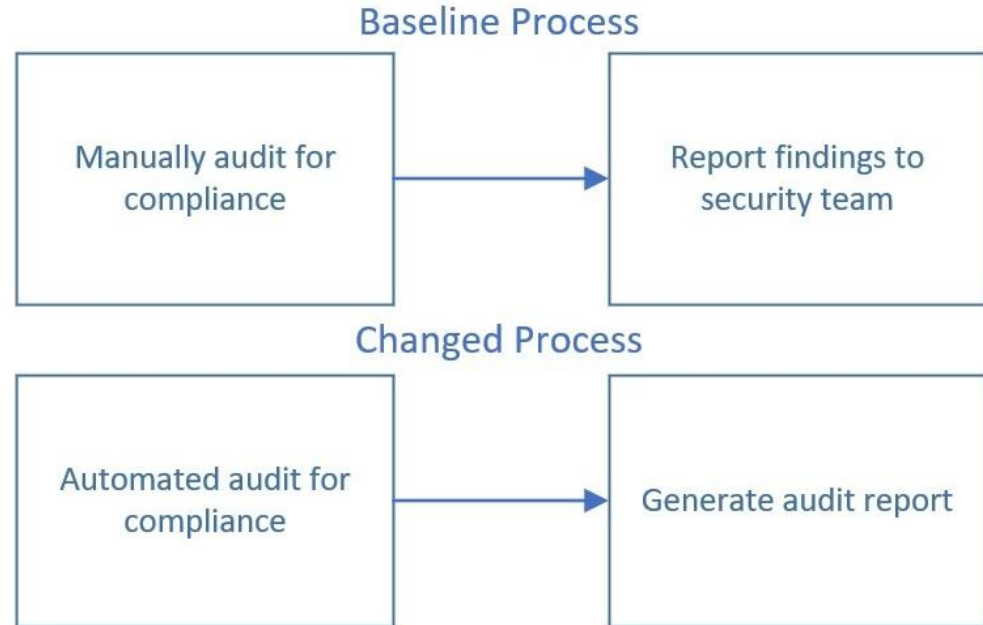 Baseline Process
Manually audit for
compliance
Report findings to
security team
Changed Process
Automated audit for
compliance
Generate audit report